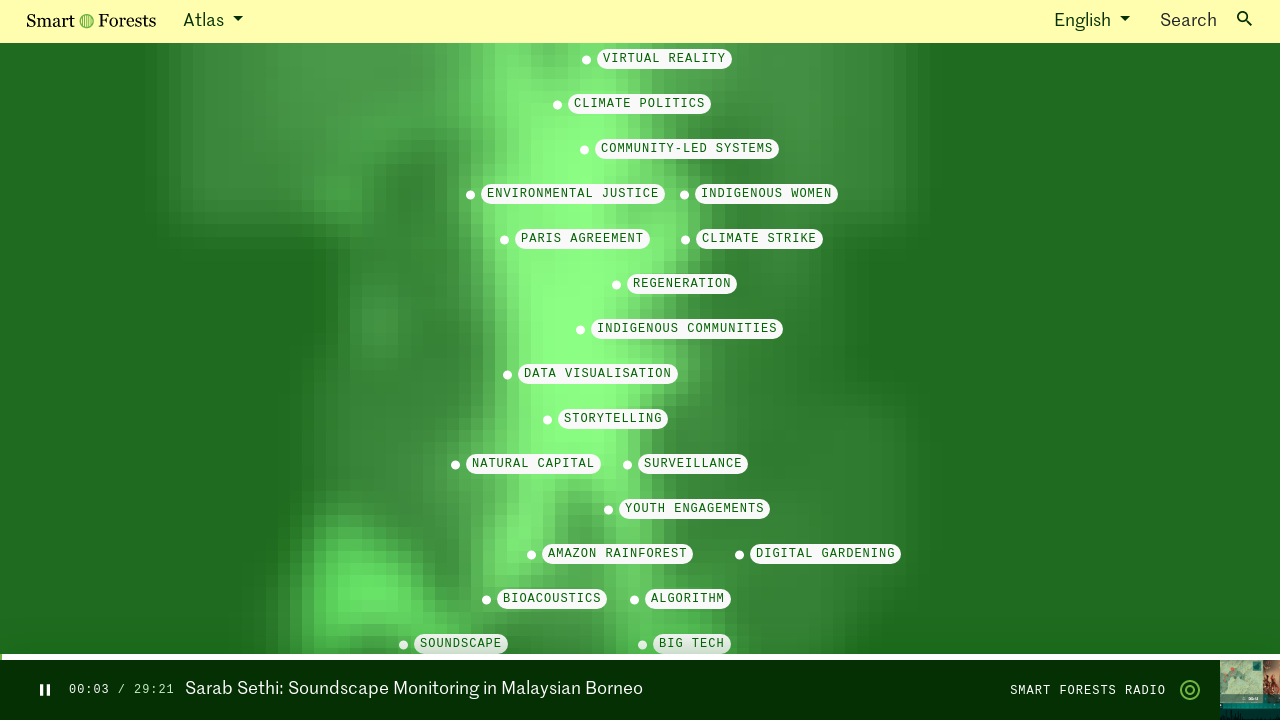 Smart Forests Atlas English Search
VIRTUAL REALITY
CLIMATE POLITICS
COMMUNITY-LED SYSTEMS
ENVIRONMENTAL JUSTICE INDIGENOUS WOMEN
PARIS AGREEMENT CLIMATE STRIKE
REGENERATION
INDIGENOUS COMMUNITIES
DATA VISUALISATION
STORYTELLING
NATURAL CAPITAL SURVEILLANCE
YOUTH ENGAGEMENTS
AMAZON RAINFOREST DIGITAL GARDENING
BIOACOUSTICS ALGORITHM
SOUNDSCAPE BIG TECH
00:03 / 29:21 Sarab Sethi: Soundscape Monitoring in Malaysian Borneo SMART FORESTS RADIO